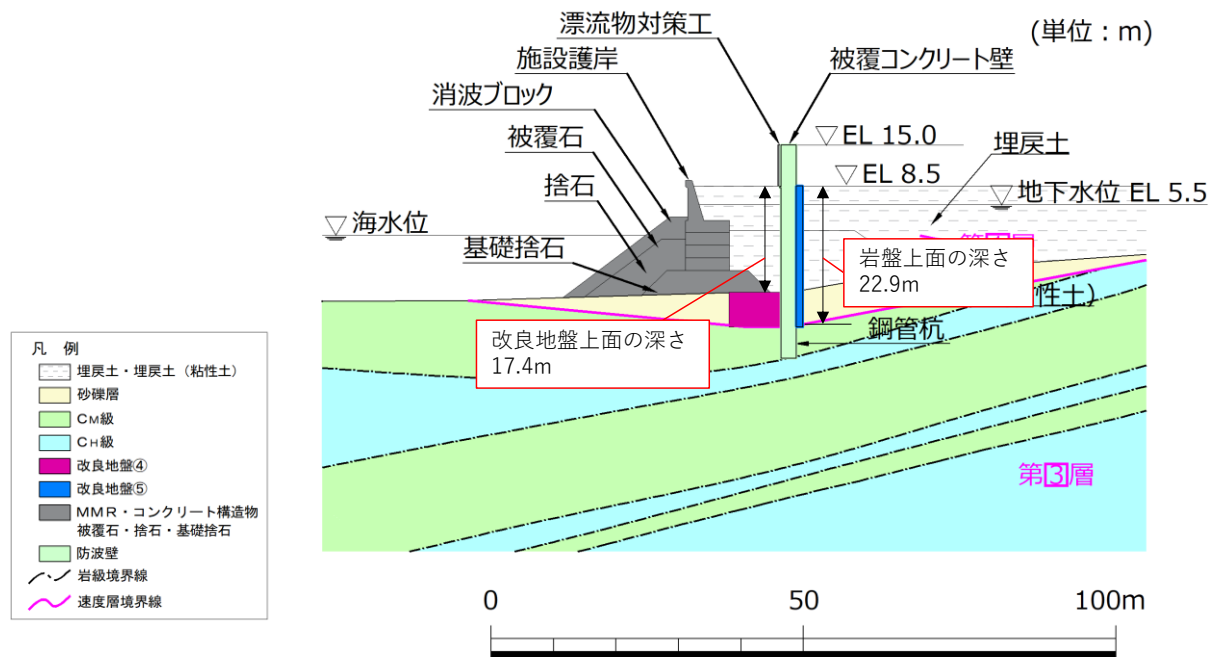 漂流物対策工
(単位：m)
施設護岸
被覆コンクリート壁
消波ブロック
▽ EL 15.0
埋戻土
被覆石
▽ EL 8.5
捨石
▽ 地下水位 EL 5.5
▽ 海水位
基礎捨石
岩盤上面の深さ
22.9m
性土)
改良地盤上面の深さ
17.4m
鋼管杭
凡 例
埋戻土・埋戻土（粘性土）
砂礫層
CM級
CH級
改良地盤④
改良地盤⑤
MMR・コンクリート構造物
被覆石・捨石・基礎捨石
防波壁
岩級境界線
速度層境界線
第3層
0 50 100m